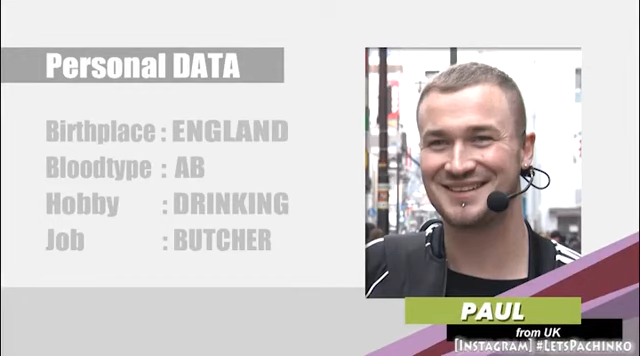 Personal DATA
Birthplace : ENGLAND
Bloodtype : AB
Hobby : DRINKING
Job : BUTCHER
PAUL
from UK
[Instagram] #LetsPachinko